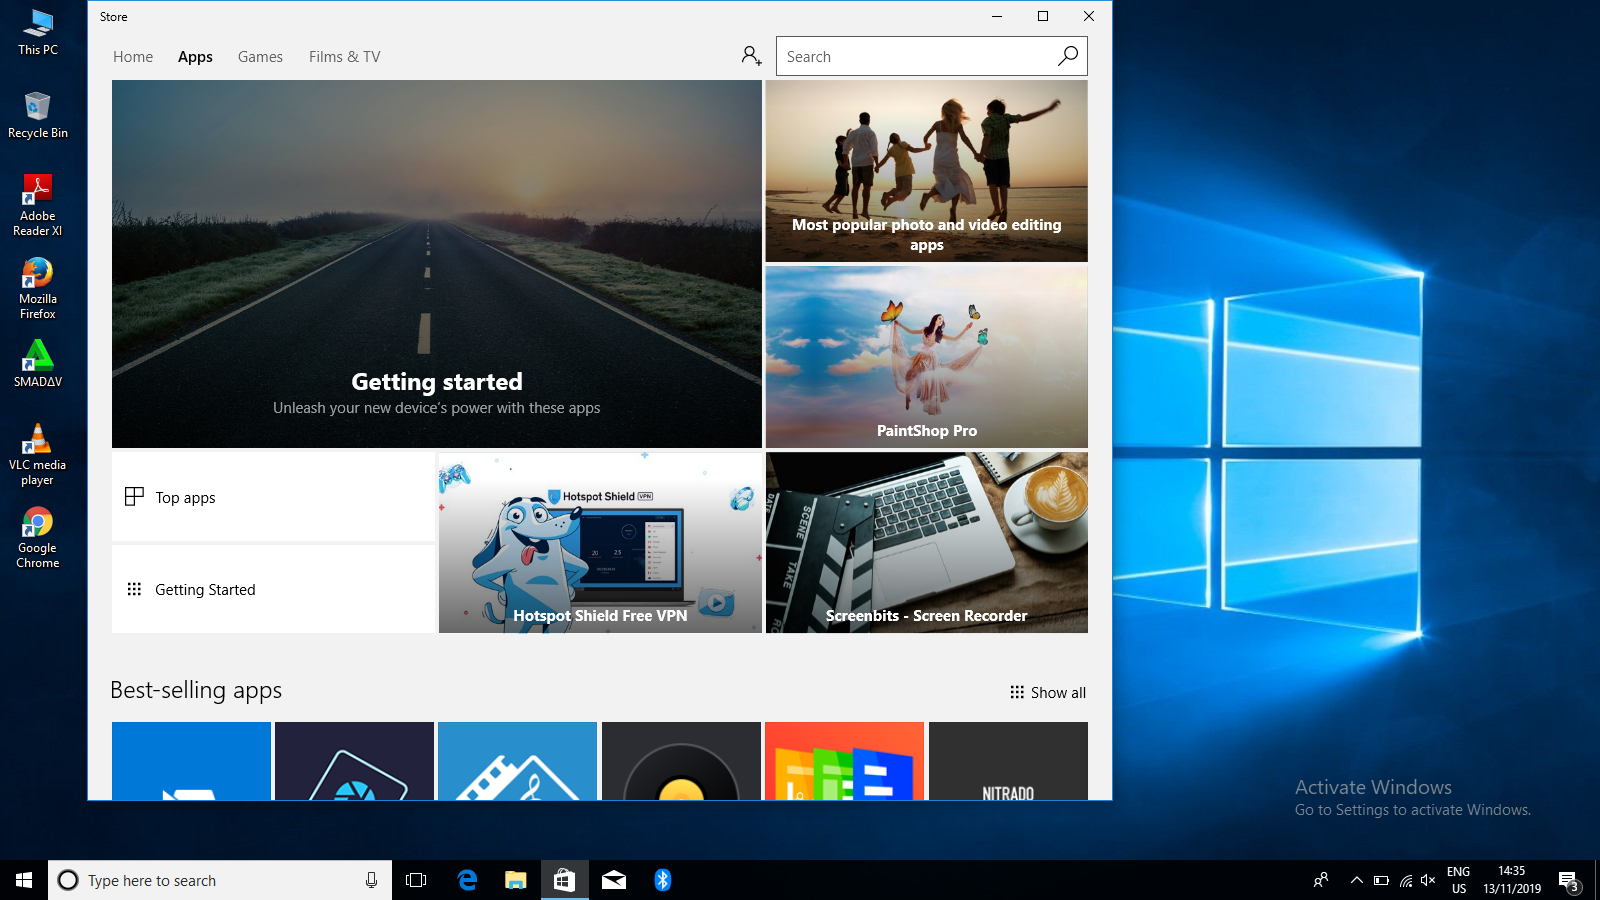 This PC
Recycle Bin
Adobe
Reader XI
Mozilla
Firefox
SMADΔV
VLC media
player
Google
Chrome
Store
Home
Apps
Games
Films & TV
Search
Getting started
Unleash your new device's power with these apps
Most popular photo and video editing
apps
PaintShop Pro
Top apps
Getting Started
Hotspot Shield VPN
Hotspot Shield Free VPN
DATE
SCENE
TAKE
Screenbits - Screen Recorder
Best-selling apps
Show all
NITRADO
Activate Windows
Go to Settings to activate Windows.
Type here to search
ENG
US
14:35
13/11/2019
3